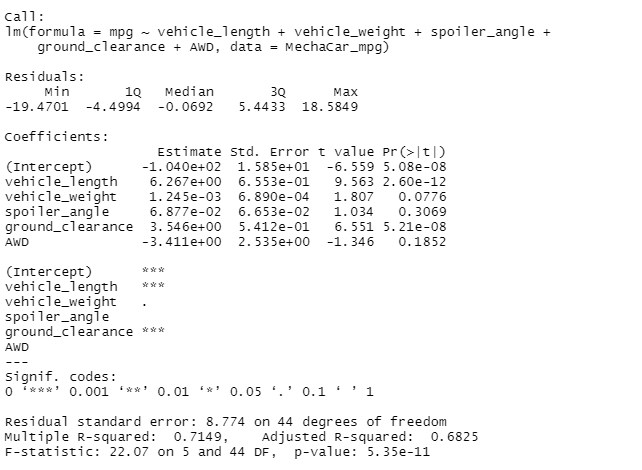 Call:
lm(formula = mpg ~ vehicle_length + vehicle_weight + spoiler_angle +
    ground_clearance + AWD, data = MechaCar_mpg)

Residuals:
     Min       1Q   Median       3Q      Max
-19.4701  -4.4994  -0.0692   5.4433  18.5849

Coefficients:
                   Estimate Std. Error t value Pr(>|t|)
(Intercept)      -1.040e+02  1.585e+01  -6.559 5.08e-08
vehicle_length    6.267e+00  6.553e-01   9.563 2.60e-12
vehicle_weight    1.245e-03  6.890e-04   1.807   0.0776
spoiler_angle     6.877e-02  6.653e-02   1.034   0.3069
ground_clearance  3.546e+00  5.412e-01   6.551 5.21e-08
AWD              -3.411e+00  2.535e+00  -1.346   0.1852

(Intercept)      ***
vehicle_length   ***
vehicle_weight   .
spoiler_angle
ground_clearance ***
AWD
---
Signif. codes:
0 ‘***’ 0.001 ‘**’ 0.01 ‘*’ 0.05 ‘.’ 0.1 ‘ ’ 1

Residual standard error: 8.774 on 44 degrees of freedom
Multiple R-squared:  0.7149,	Adjusted R-squared:  0.6825
F-statistic: 22.07 on 5 and 44 DF,  p-value: 5.35e-11